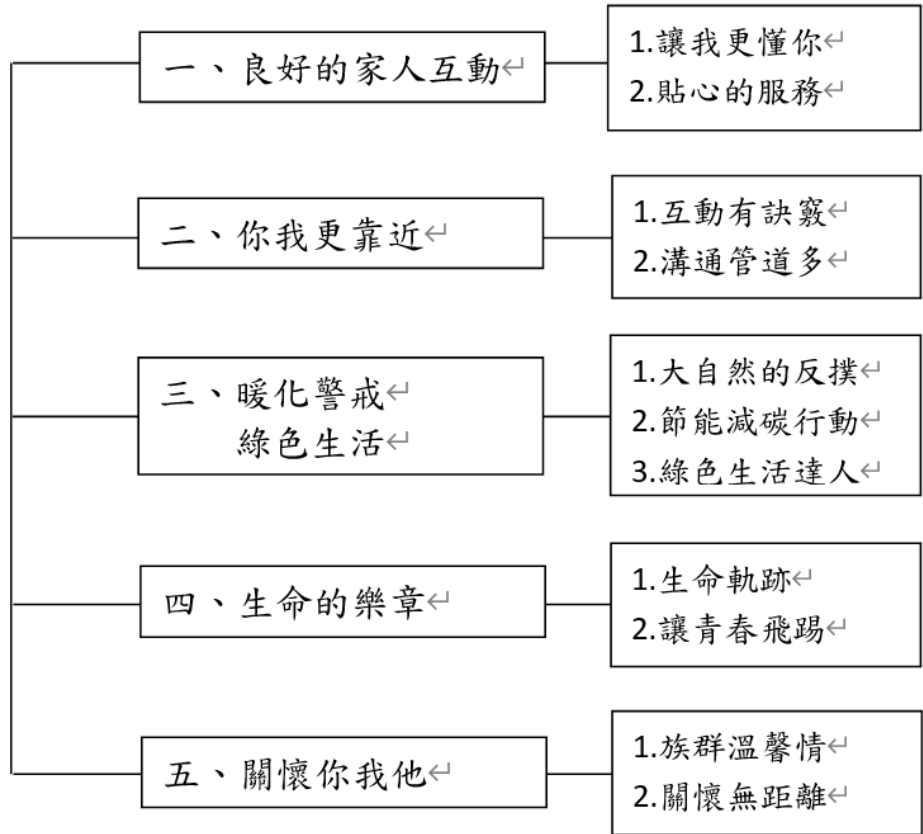 一、良好的家人互動↵
1.讓我更懂你↵
2.貼心的服務↵
二、你我更靠近↵
1.互動有訣竅↵
2.溝通管道多↵
三、暖化警戒↵
綠色生活↵
1.大自然的反撲↵
2.節能減碳行動↵
3.綠色生活達人↵
四、生命的樂章↵
1.生命軌跡↵
2.讓青春飛踢↵
五、關懷你我他↵
1.族群溫馨情↵
2.關懷無距離↵